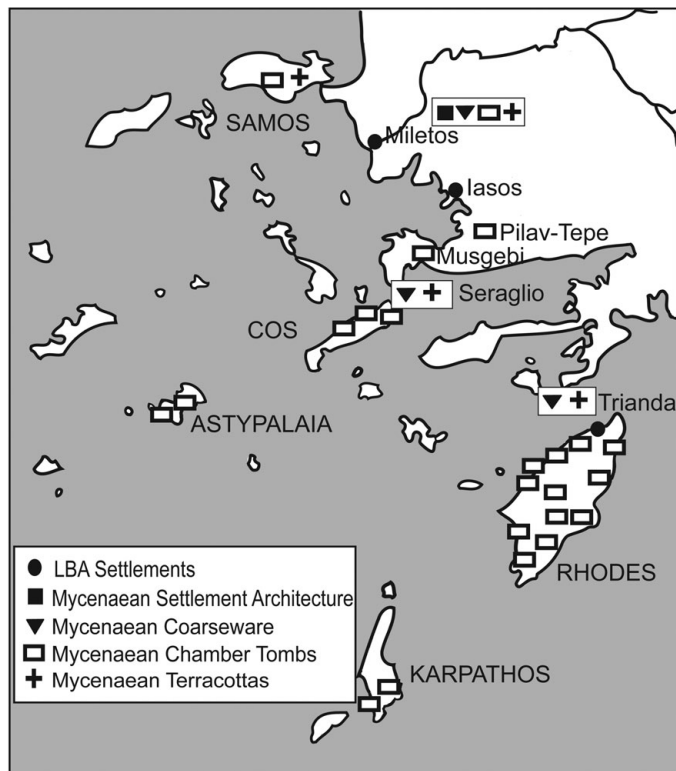 SAMOS
Miletos
Iasos
Pilav-Tepe
Musgebi
Seraglio
COS
Trianda
ASTYPALAIA
RHODES
LBA Settlements
Mycenaean Settlement Architecture
Mycenaean Coarseware
Mycenaean Chamber Tombs
Mycenaean Terracottas
KARPATHOS